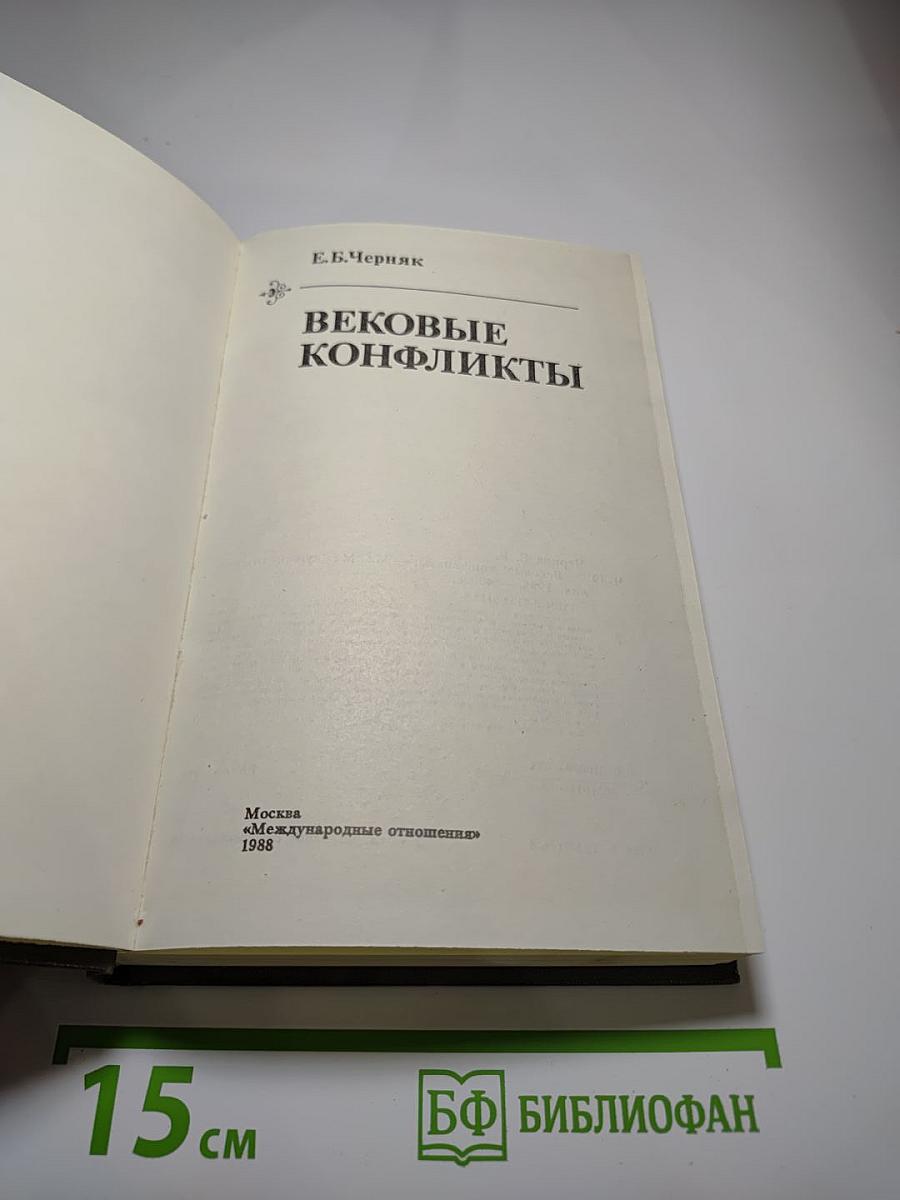 Е.Б.Черняк
ВЕКОВЫЕ
КОНФЛИКТЫ
Москва
«Международные отношения»
1988
15 см
БФ БИБЛИОФАН